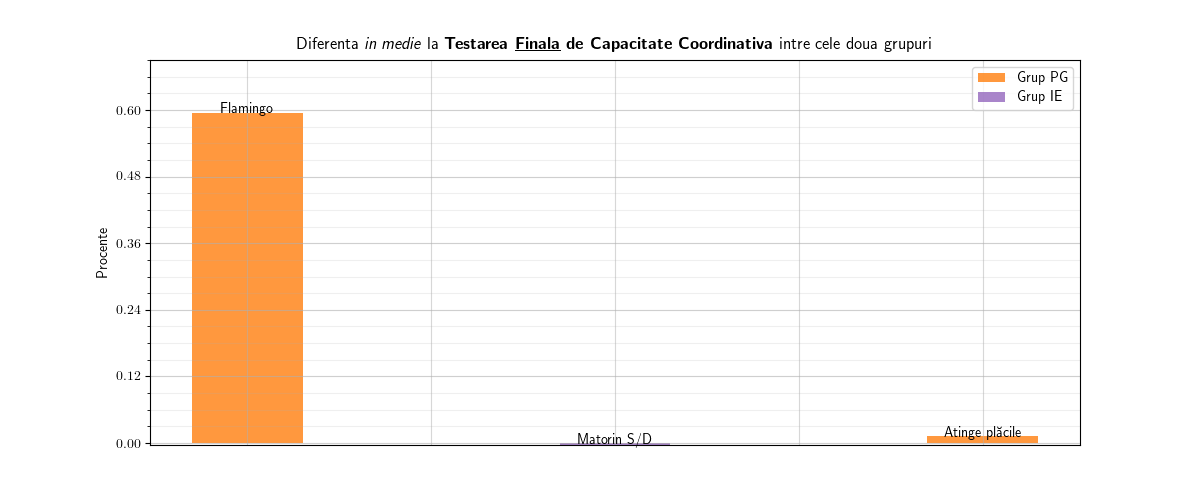 Diferenta in medie la Testarea Finala de Capacitate Coordinativa intre cele doua grupuri
Grup PG
Grup IE
Flamingo
0.60
0.48
0.36
0.24
0.12
0.00
Procente
Matorin S/D
Atinge plăcile